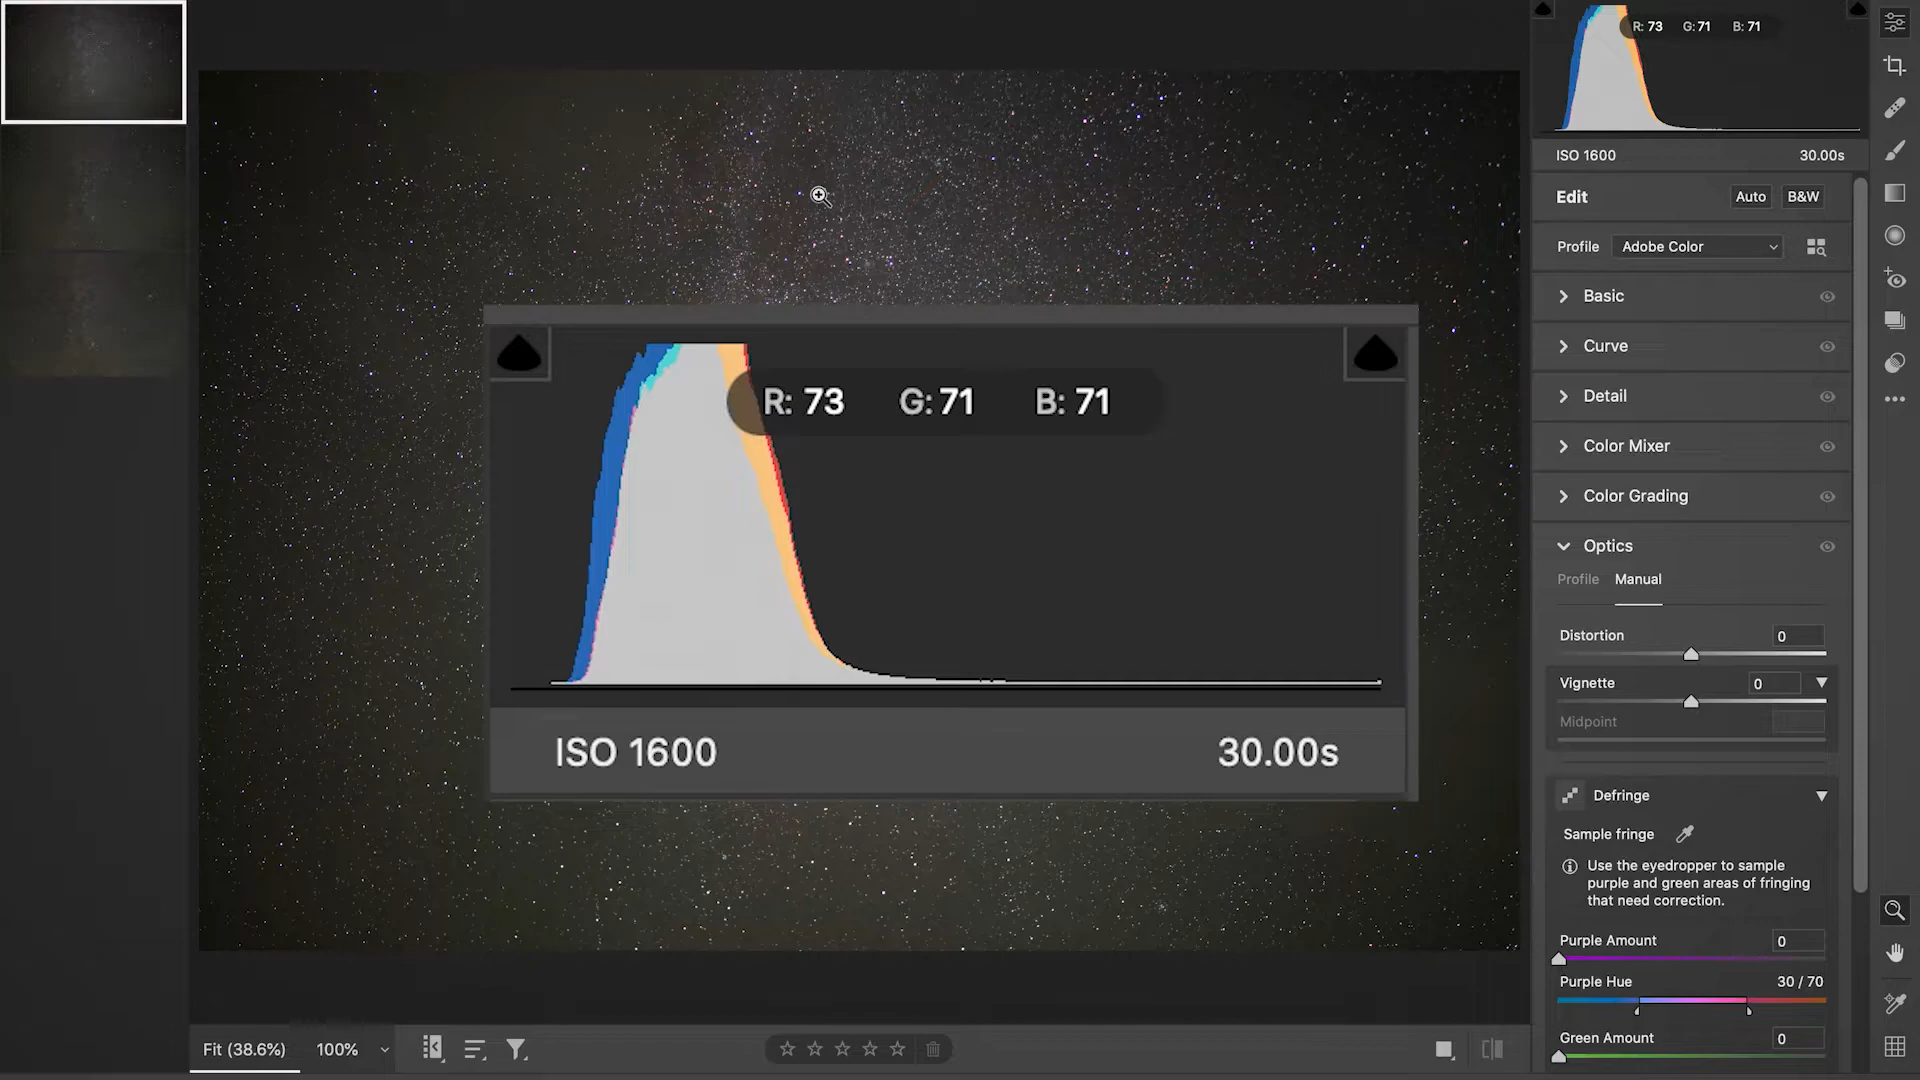 R: 73 G: 71 B: 71
ISO 1600 30.00s
Edit Auto B&W
Profile Adobe Color
Basic
Curve
Detail
Color Mixer
Color Grading
Optics
Profile Manual
Distortion 0
Vignette 0
Midpoint
Defringe
Sample fringe
Use the eyedropper to sample
purple and green areas of fringing
that need correction.
Purple Amount 0
Purple Hue 30 / 70
Green Amount 0
R: 73 G: 71 B: 71
ISO 1600 30.00s
Fit (38.6%) 100%